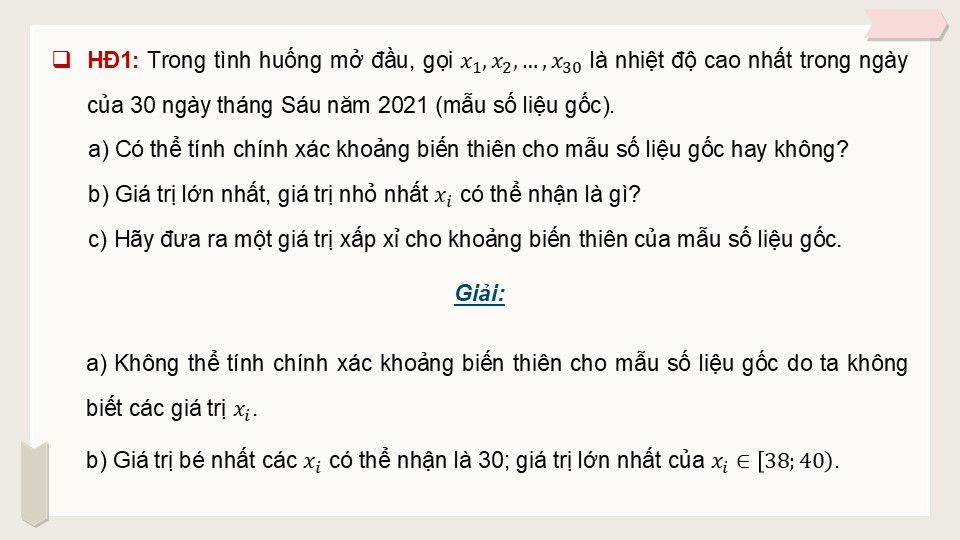 ❑ HĐ1: Trong tình huống mở đầu, gọi 𝑥₁, 𝑥₂, … , 𝑥₃₀ là nhiệt độ cao nhất trong ngày
của 30 ngày tháng Sáu năm 2021 (mẫu số liệu gốc).
a) Có thể tính chính xác khoảng biến thiên cho mẫu số liệu gốc hay không?
b) Giá trị lớn nhất, giá trị nhỏ nhất 𝑥ᵢ có thể nhận là gì?
c) Hãy đưa ra một giá trị xấp xỉ cho khoảng biến thiên của mẫu số liệu gốc.
Giải:
a) Không thể tính chính xác khoảng biến thiên cho mẫu số liệu gốc do ta không
biết các giá trị 𝑥ᵢ.
b) Giá trị bé nhất các 𝑥ᵢ có thể nhận là 30; giá trị lớn nhất của 𝑥ᵢ ∈ [38; 40).